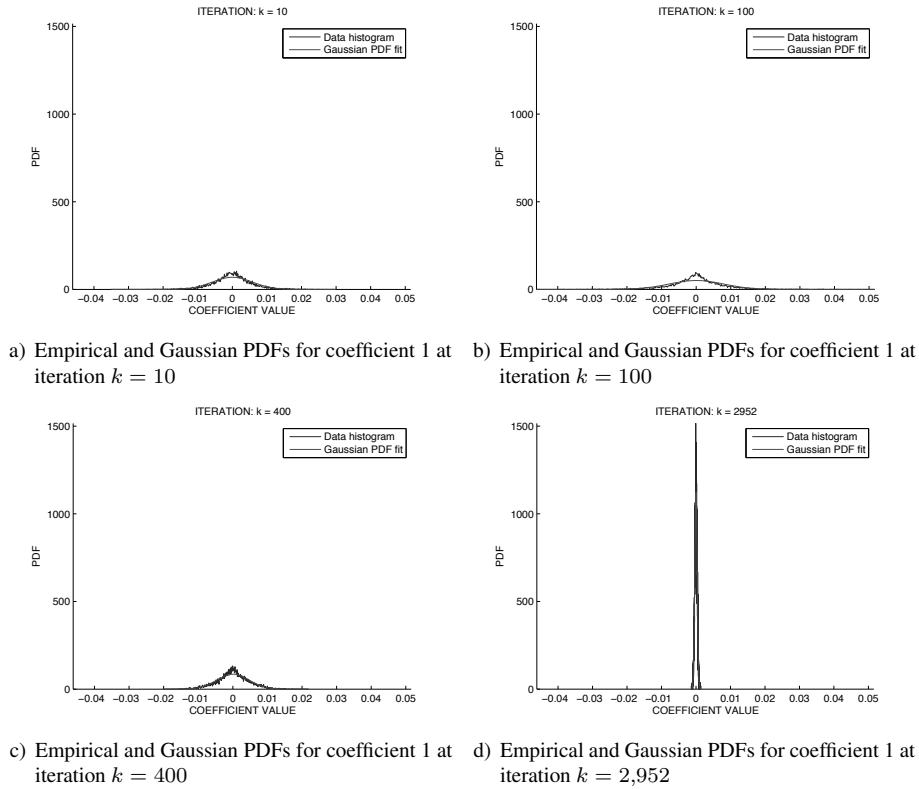 ITERATION: k = 10
1500
1000
500
0
PDF
Data histogram
Gaussian PDF fit
−0.04 −0.03 −0.02 −0.01 0 0.01 0.02 0.03 0.04 0.05
COEFFICIENT VALUE
a) Empirical and Gaussian PDFs for coefficient 1 at
iteration k = 10
ITERATION: k = 100
1500
1000
500
0
PDF
Data histogram
Gaussian PDF fit
−0.04 −0.03 −0.02 −0.01 0 0.01 0.02 0.03 0.04 0.05
COEFFICIENT VALUE
b) Empirical and Gaussian PDFs for coefficient 1 at
iteration k = 100
ITERATION: k = 400
1500
1000
500
0
PDF
Data histogram
Gaussian PDF fit
−0.04 −0.03 −0.02 −0.01 0 0.01 0.02 0.03 0.04 0.05
COEFFICIENT VALUE
c) Empirical and Gaussian PDFs for coefficient 1 at
iteration k = 400
ITERATION: k = 2952
1500
1000
500
0
PDF
Data histogram
Gaussian PDF fit
−0.04 −0.03 −0.02 −0.01 0 0.01 0.02 0.03 0.04 0.05
COEFFICIENT VALUE
d) Empirical and Gaussian PDFs for coefficient 1 at
iteration k = 2,952